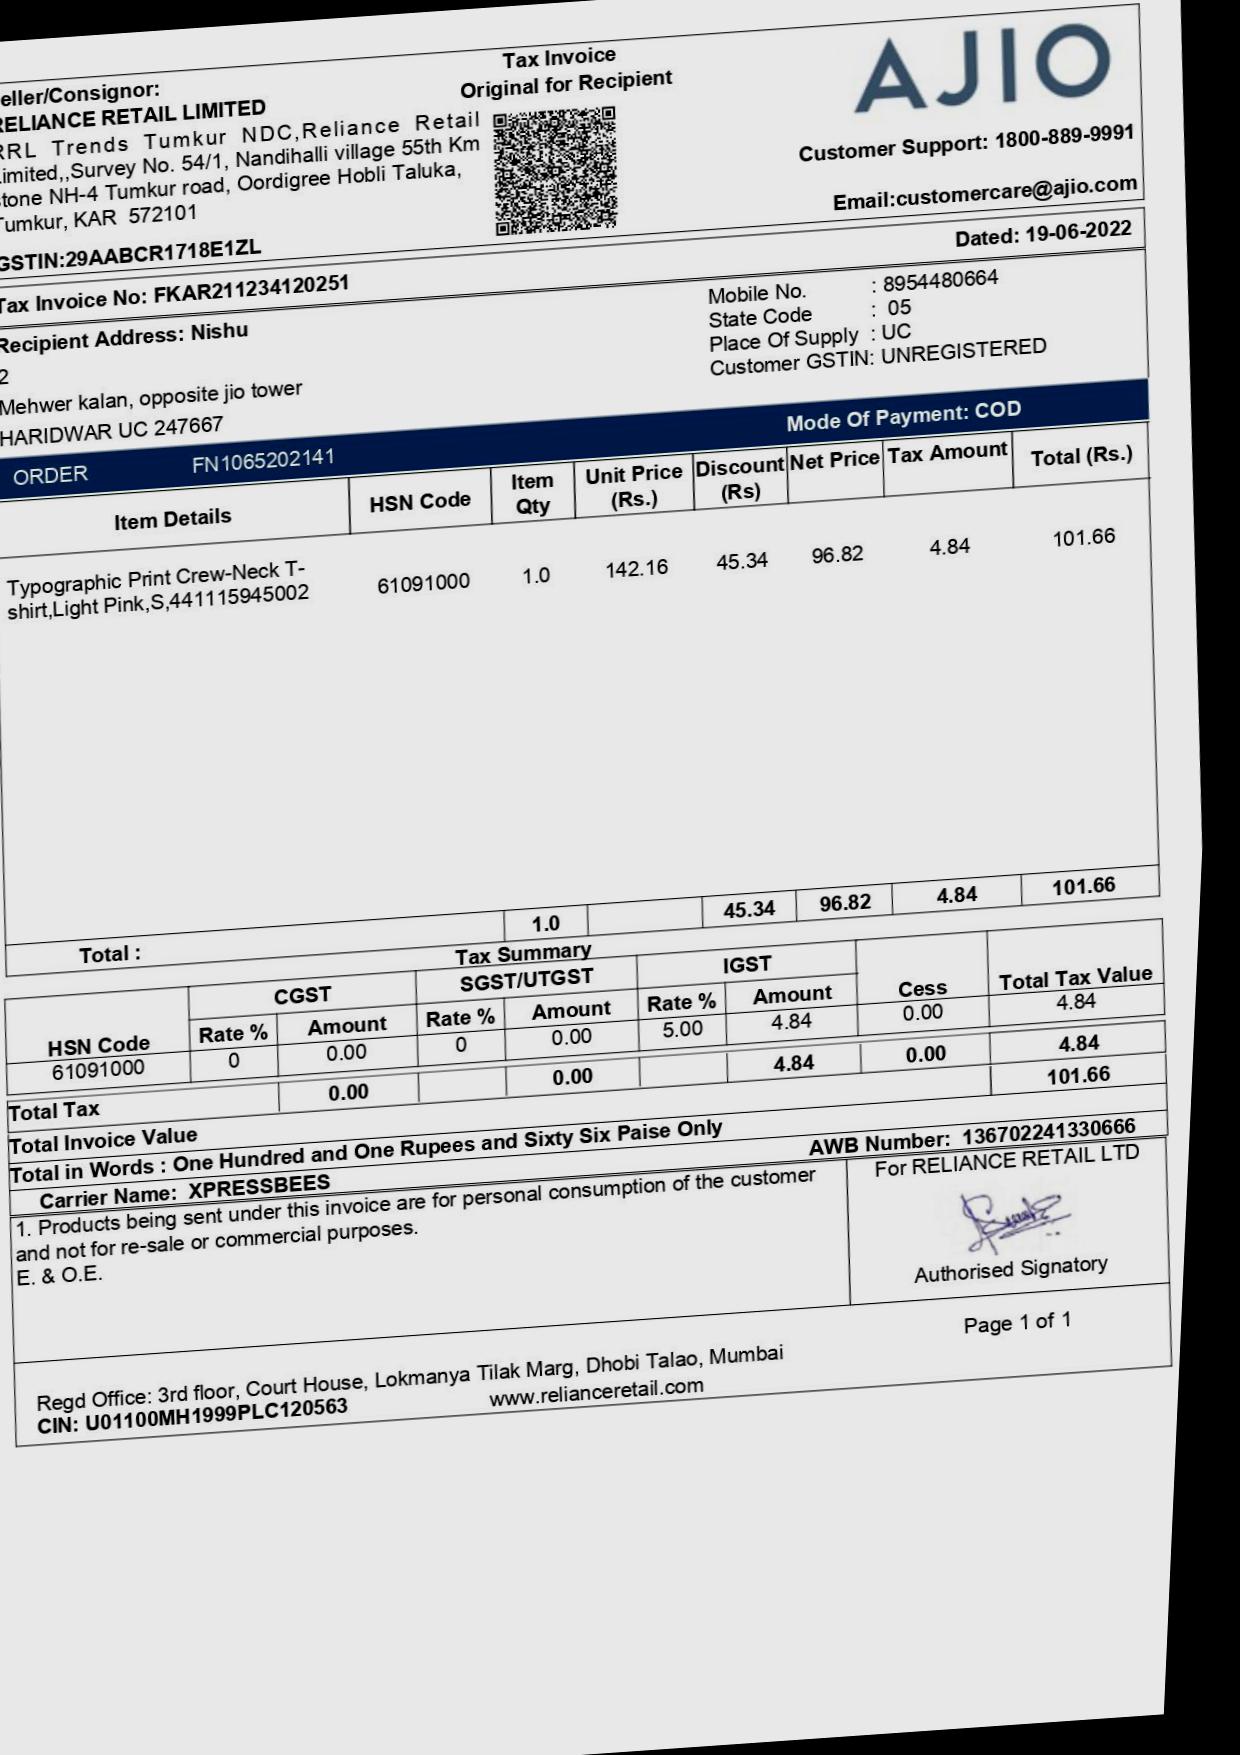 Tax Invoice
Original for Recipient
AJIO
eller/Consignor:
RELIANCE RETAIL LIMITED
RRL Trends Tumkur NDC,Reliance Retail
Limited,,Survey No. 54/1, Nandihalli village 55th Km
stone NH-4 Tumkur road, Oordigree Hobli Taluka,
Tumkur, KAR 572101
GSTIN:29AABCR1718E1ZL
Customer Support: 1800-889-9991
Email:customercare@ajio.com
Tax Invoice No: FKAR211234120251
Dated: 19-06-2022
Recipient Address: Nishu
2
Mehwer kalan, opposite jio tower
HARIDWAR UC 247667
Mobile No. : 8954480664
State Code : 05
Place Of Supply : UC
Customer GSTIN: UNREGISTERED
ORDER FN1065202141 Mode Of Payment: COD
Item Details HSN Code Item Qty Unit Price (Rs.) Discount (Rs) Net Price Tax Amount Total (Rs.)
Typographic Print Crew-Neck T- 61091000 1.0 142.16 45.34 96.82 4.84 101.66
shirt,Light Pink,S,441115945002
Total : 1.0 45.34 96.82 4.84 101.66
Tax Summary
HSN Code CGST SGST/UTGST IGST Cess Total Tax Value
Rate % Amount Rate % Amount Rate % Amount
61091000 0 0.00 0 0.00 5.00 4.84 0.00 4.84
Total Tax 0.00 0.00 4.84 0.00 4.84
Total Invoice Value 101.66
Total in Words : One Hundred and One Rupees and Sixty Six Paise Only
Carrier Name: XPRESSBEES AWB Number: 136702241330666
1. Products being sent under this invoice are for personal consumption of the customer
and not for re-sale or commercial purposes.
E. & O.E.
For RELIANCE RETAIL LTD
Authorised Signatory
Page 1 of 1
Regd Office: 3rd floor, Court House, Lokmanya Tilak Marg, Dhobi Talao, Mumbai
CIN: U01100MH1999PLC120563 www.relianceretail.com